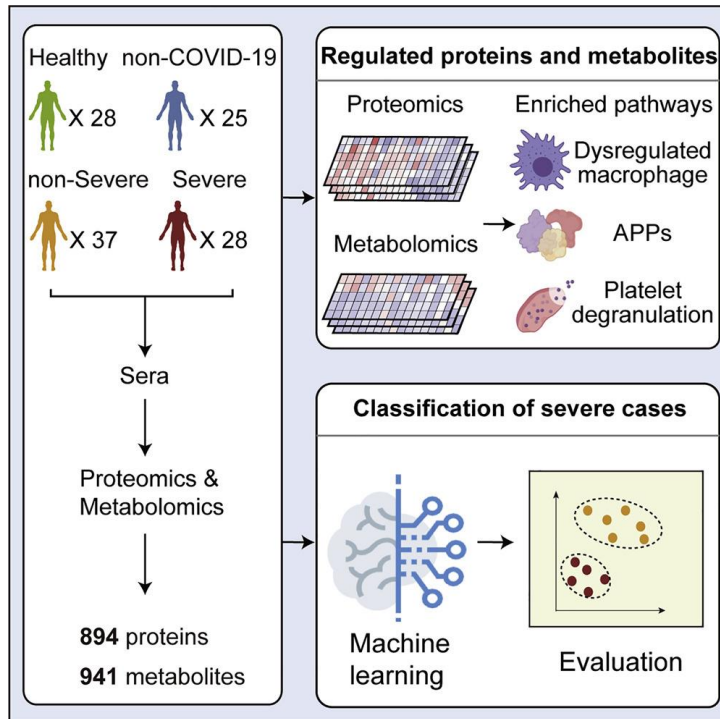 Healthy non-COVID-19
X 28 X 25
non-Severe Severe
X 37 X 28
Sera
Proteomics &
Metabolomics
894 proteins
941 metabolites
Regulated proteins and metabolites
Proteomics Enriched pathways
Dysregulated
macrophage
Metabolomics
APPs
Platelet
degranulation
Classification of severe cases
Machine
learning
Evaluation